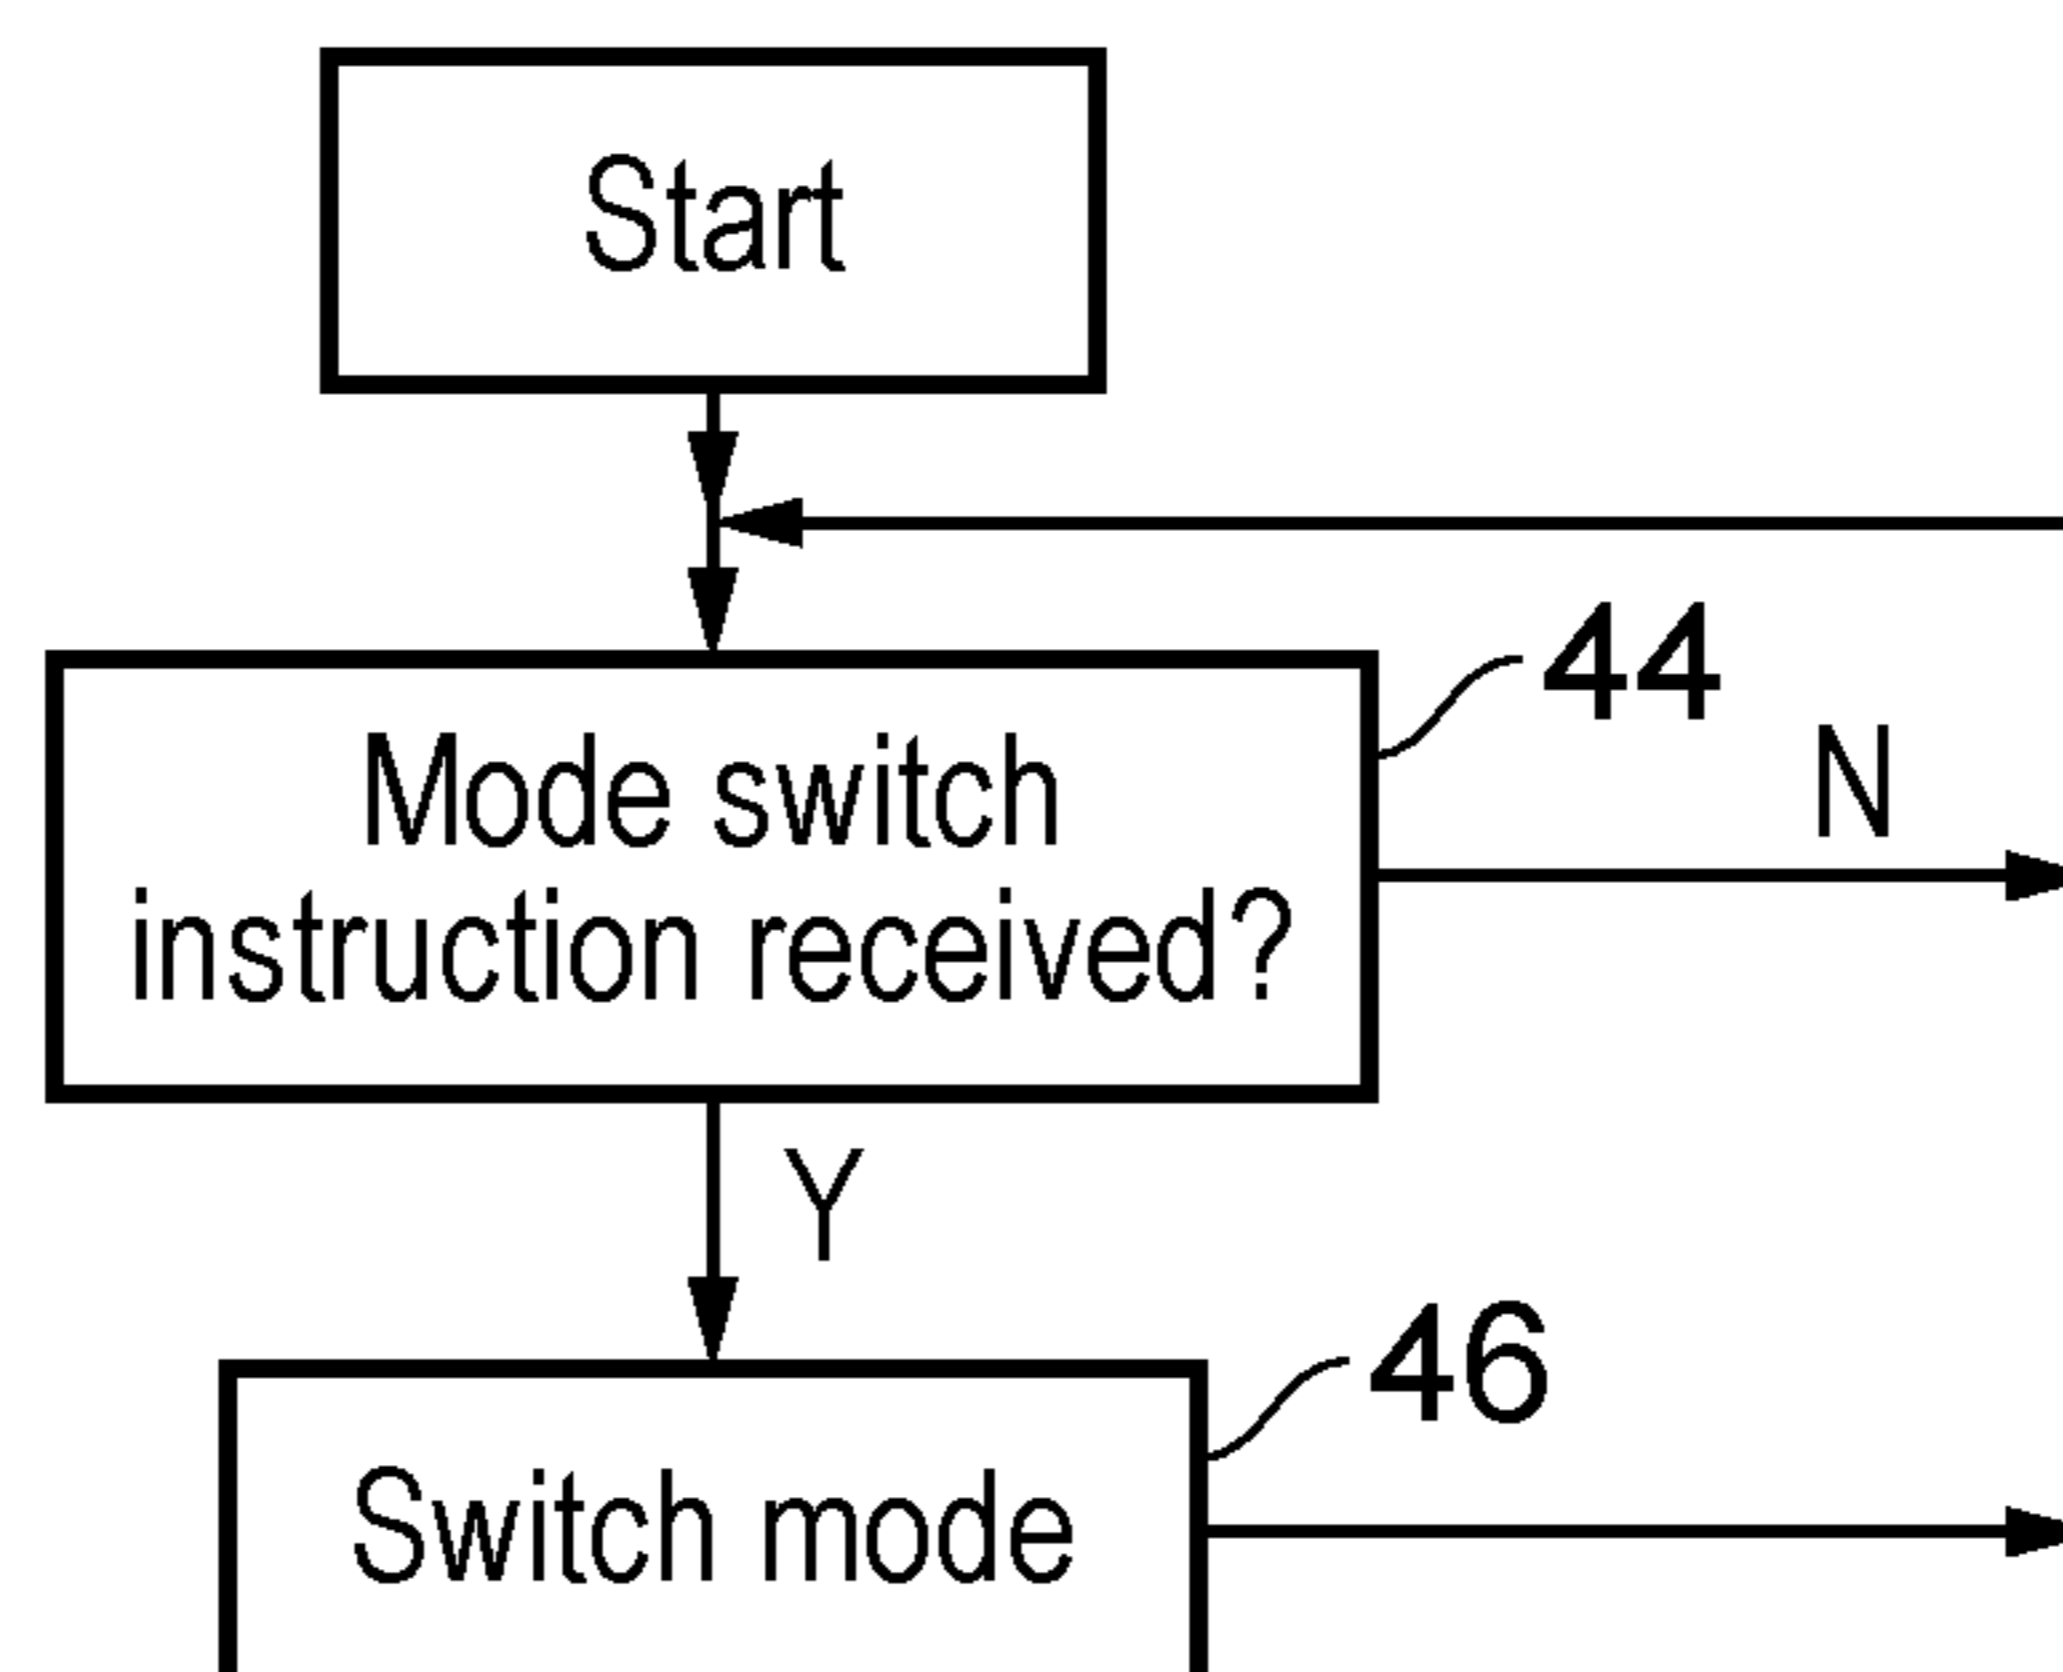 Start
44
Mode switch
instruction received?
N
Y
46
Switch mode